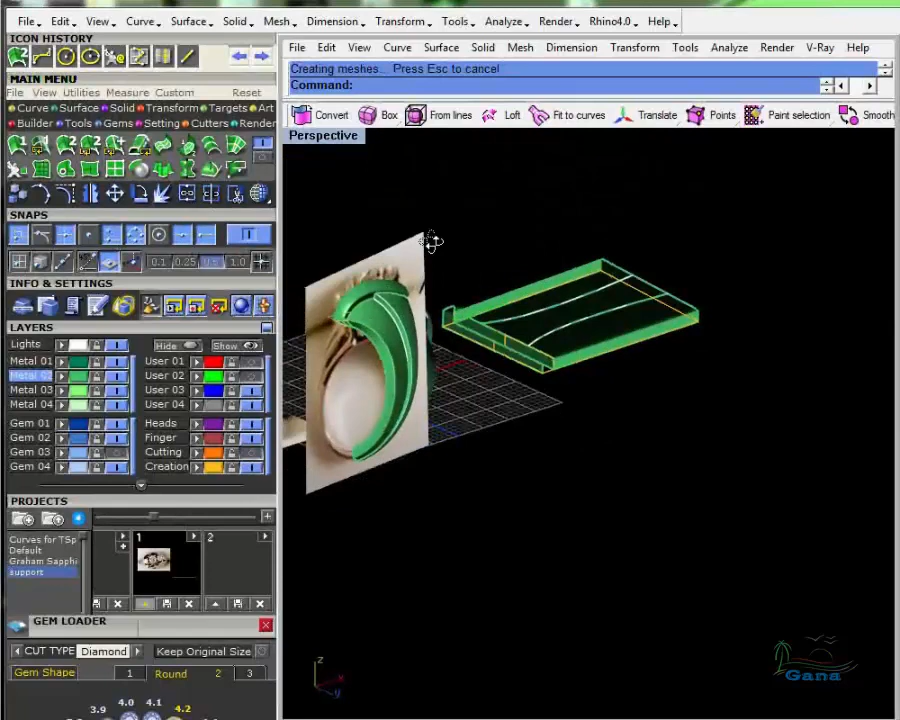 File Edit View Curve Surface Solid Mesh Dimension Transform Tools Analyze Render Rhino4.0 Help
ICON HISTORY
MAIN MENU
File View Utilities Measure Custom Reset
Curve Surface Solid Transform Targets Art
Builder Tools Gems Setting Cutters Render
SNAPS
0.1 0.25 1.0
INFO & SETTINGS
LAYERS
Lights Hide Show
Metal 01 User 01
Metal 02 User 02
Metal 03 User 03
Metal 04 User 04
Gem 01 Heads
Gem 02 Finger
Gem 03 Cutting
Gem 04 Creation
PROJECTS
Curves for TSp
Default
Graham Sapphi
support
1 2
GEM LOADER
CUT TYPE Diamond Keep Original Size
Gem Shape 1 Round 2 3
3.9 4.0 4.1 4.2
File Edit View Curve Surface Solid Mesh Dimension Transform Tools Analyze Render V-Ray Help
Creating meshes... Press Esc to cancel
Command:
Convert Box From lines Loft Fit to curves Translate Points Paint selection Smooth
Perspective
z
x
y
Gana